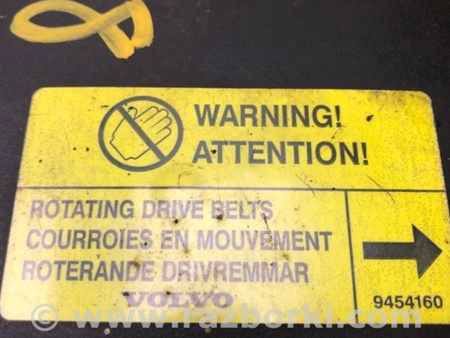 WARNING!
ATTENTION!
ROTATING DRIVE BELTS
COURROIES EN MOUVEMENT
ROTERANDE DRIVREMMAR
VOLVO
9454160
www.razborki.com